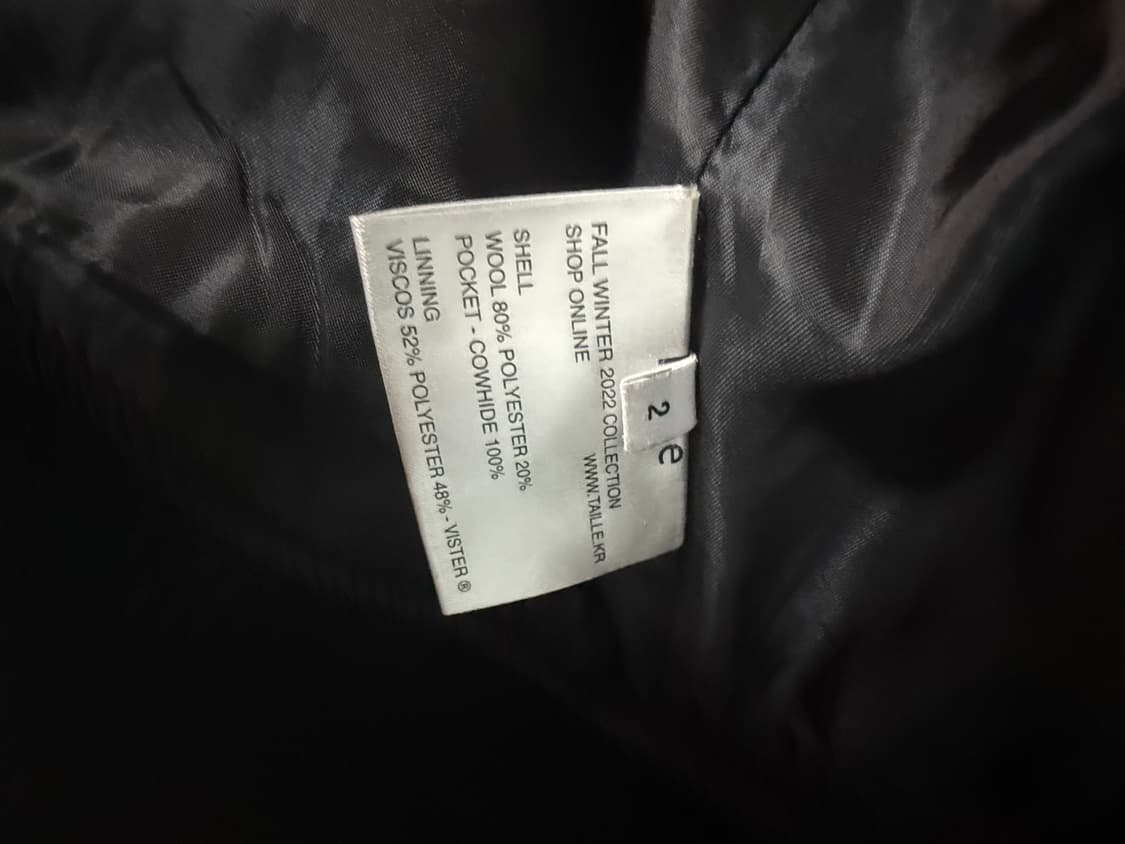 2
e
FALL WINTER 2022 COLLECTION
SHOP ONLINE WWW.TAILLE.KR
SHELL
WOOL 80% POLYESTER 20%
POCKET - COWHIDE 100%
LINNING
VISCOS 52% POLYESTER 48% - VISTER ®